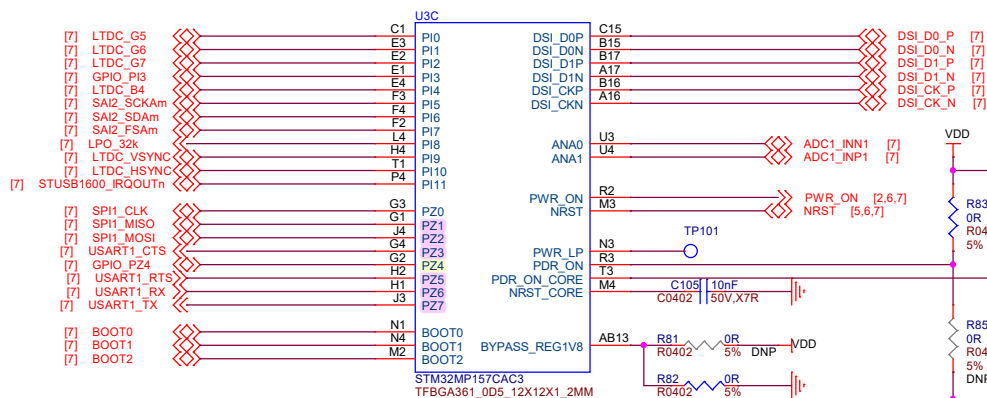 U3C
[7] LTDC_G5 C1 PI0 DSI_D0P C15 DSI_D0_P [7]
[7] LTDC_G6 E3 PI1 DSI_D0N B15 DSI_D0_N [7]
[7] LTDC_G7 E2 PI2 DSI_D1P B17 DSI_D1_P [7]
[7] GPIO_PI3 E1 PI3 DSI_D1N A17 DSI_D1_N [7]
[7] LTDC_B4 E4 PI4 DSI_CKP B16 DSI_CK_P [7]
[7] SAI2_SCKAm F3 PI5 DSI_CKN A16 DSI_CK_N [7]
[7] SAI2_SDAm F4 PI6
[7] SAI2_FSAm F2 PI7
[7] LPO_32k L4 PI8 ANA0 U3 ADC1_INN1 [7]
[7] LTDC_VSYNC H4 PI9 ANA1 U4 ADC1_INP1 [7]
[7] LTDC_HSYNC T1 PI10
[7] STUSB1600_IRQOUTn P4 PI11
VDD
PWR_ON R2 PWR_ON [2,6,7]
[7] SPI1_CLK G3 PZ0 NRST M3 NRST [5,6,7]
[7] SPI1_MISO G1 PZ1
[7] SPI1_MOSI J4 PZ2
[7] USART1_CTS G4 PZ3 PWR_LP N3 TP101
[7] GPIO_PZ4 G2 PZ4 PDR_ON R3
[7] USART1_RTS H2 PZ5 PDR_ON_CORE T3
[7] USART1_RX H1 PZ6 NRST_CORE M4 C105 10nF
[7] USART1_TX J3 PZ7 C0402 50V,X7R
R83
0R
R04
5%
[7] BOOT0 N1 BOOT0
[7] BOOT1 N4 BOOT1 BYPASS_REG1V8 AB13 R81 0R VDD
[7] BOOT2 M2 BOOT2 R0402 5% DNP
R82 0R
R0402 5%
R85
0R
R04
5%
DNP
STM32MP157CAC3
TFBGA361_0D5_12X12X1_2MM